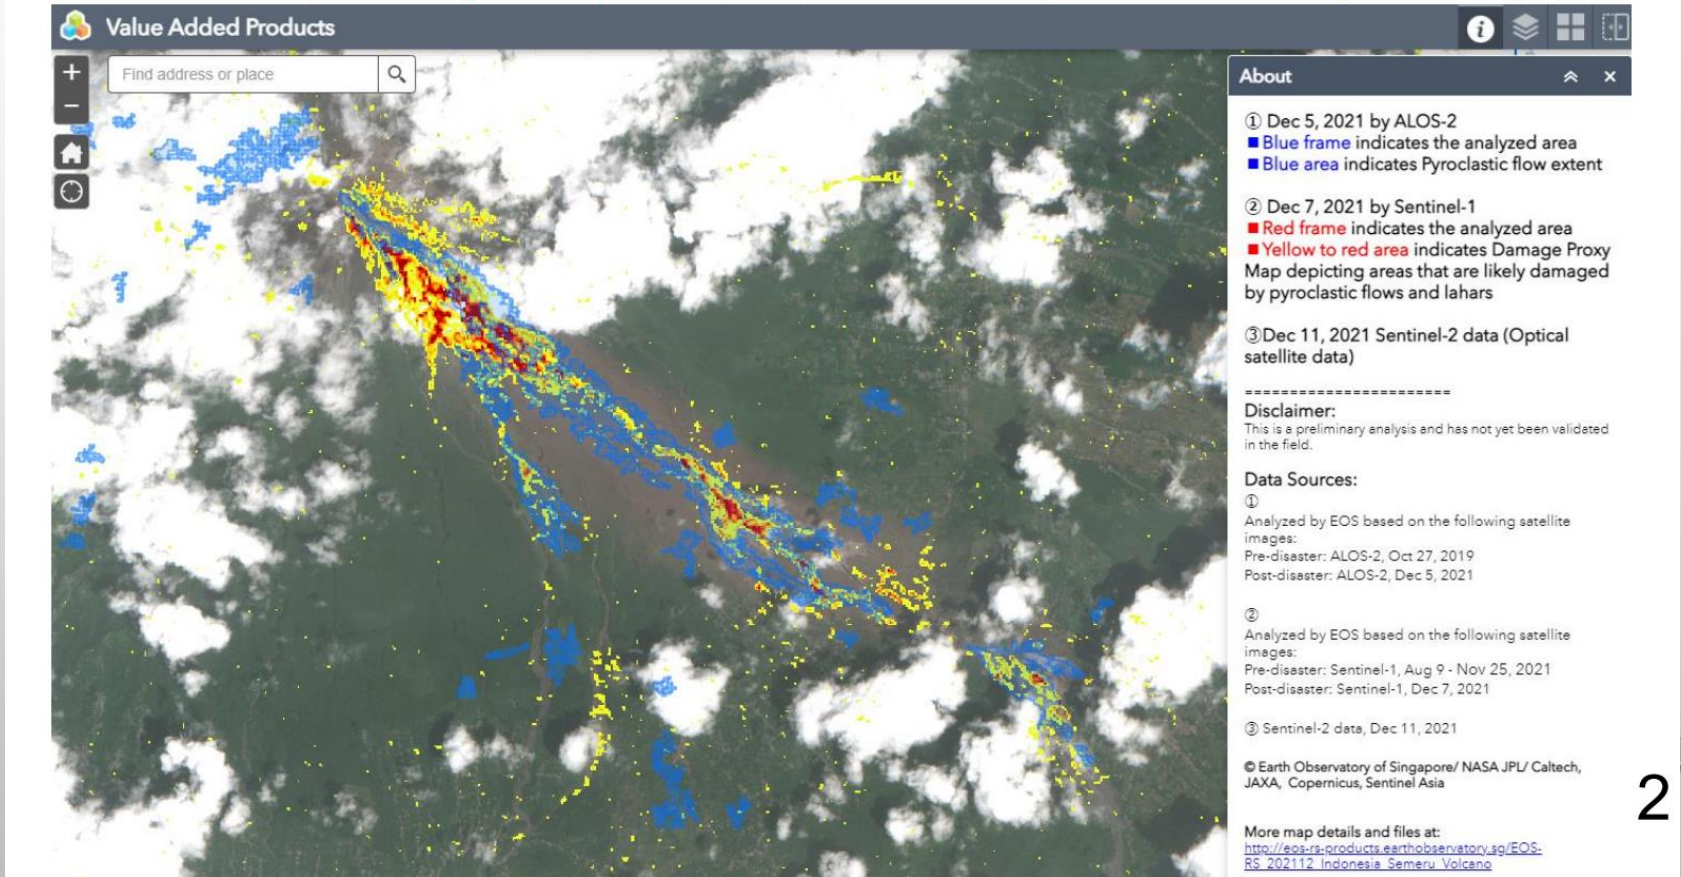 Value Added Products
Find address or place
About
① Dec 5, 2021 by ALOS-2
Blue frame indicates the analyzed area
Blue area indicates Pyroclastic flow extent
② Dec 7, 2021 by Sentinel-1
Red frame indicates the analyzed area
Yellow to red area indicates Damage Proxy
Map depicting areas that are likely damaged
by pyroclastic flows and lahars
③Dec 11, 2021 Sentinel-2 data (Optical
satellite data)
=======================
Disclaimer:
This is a preliminary analysis and has not yet been validated
in the field.
Data Sources:
①
Analyzed by EOS based on the following satellite
images:
Pre-disaster: ALOS-2, Oct 27, 2019
Post-disaster: ALOS-2, Dec 5, 2021
②
Analyzed by EOS based on the following satellite
images:
Pre-disaster: Sentinel-1, Aug 9 - Nov 25, 2021
Post-disaster: Sentinel-1, Dec 7, 2021
③ Sentinel-2 data, Dec 11, 2021
© Earth Observatory of Singapore/ NASA JPL/ Caltech,
JAXA, Copernicus, Sentinel Asia
More map details and files at:
http://eos-rs-products.earthobservatory.sg/EOS-
RS_202112_Indonesia_Semeru_Volcano
2